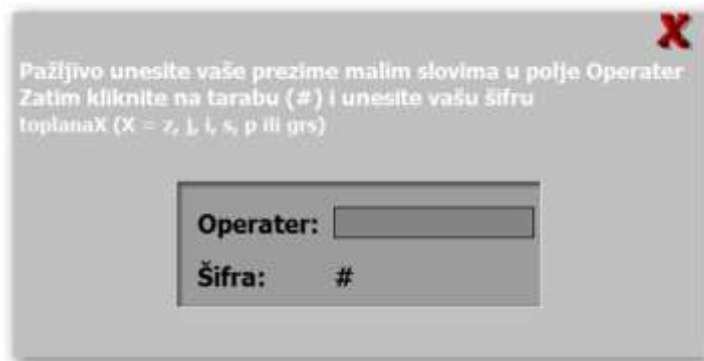 X
Pažljivo unesite vaše prezime malim slovima u polje Operater
Zatim kliknite na tarabu (#) i unesite vašu šifru
toplanaX (X = z, j, i, s, p ili grs)
Operater:
Šifra: #